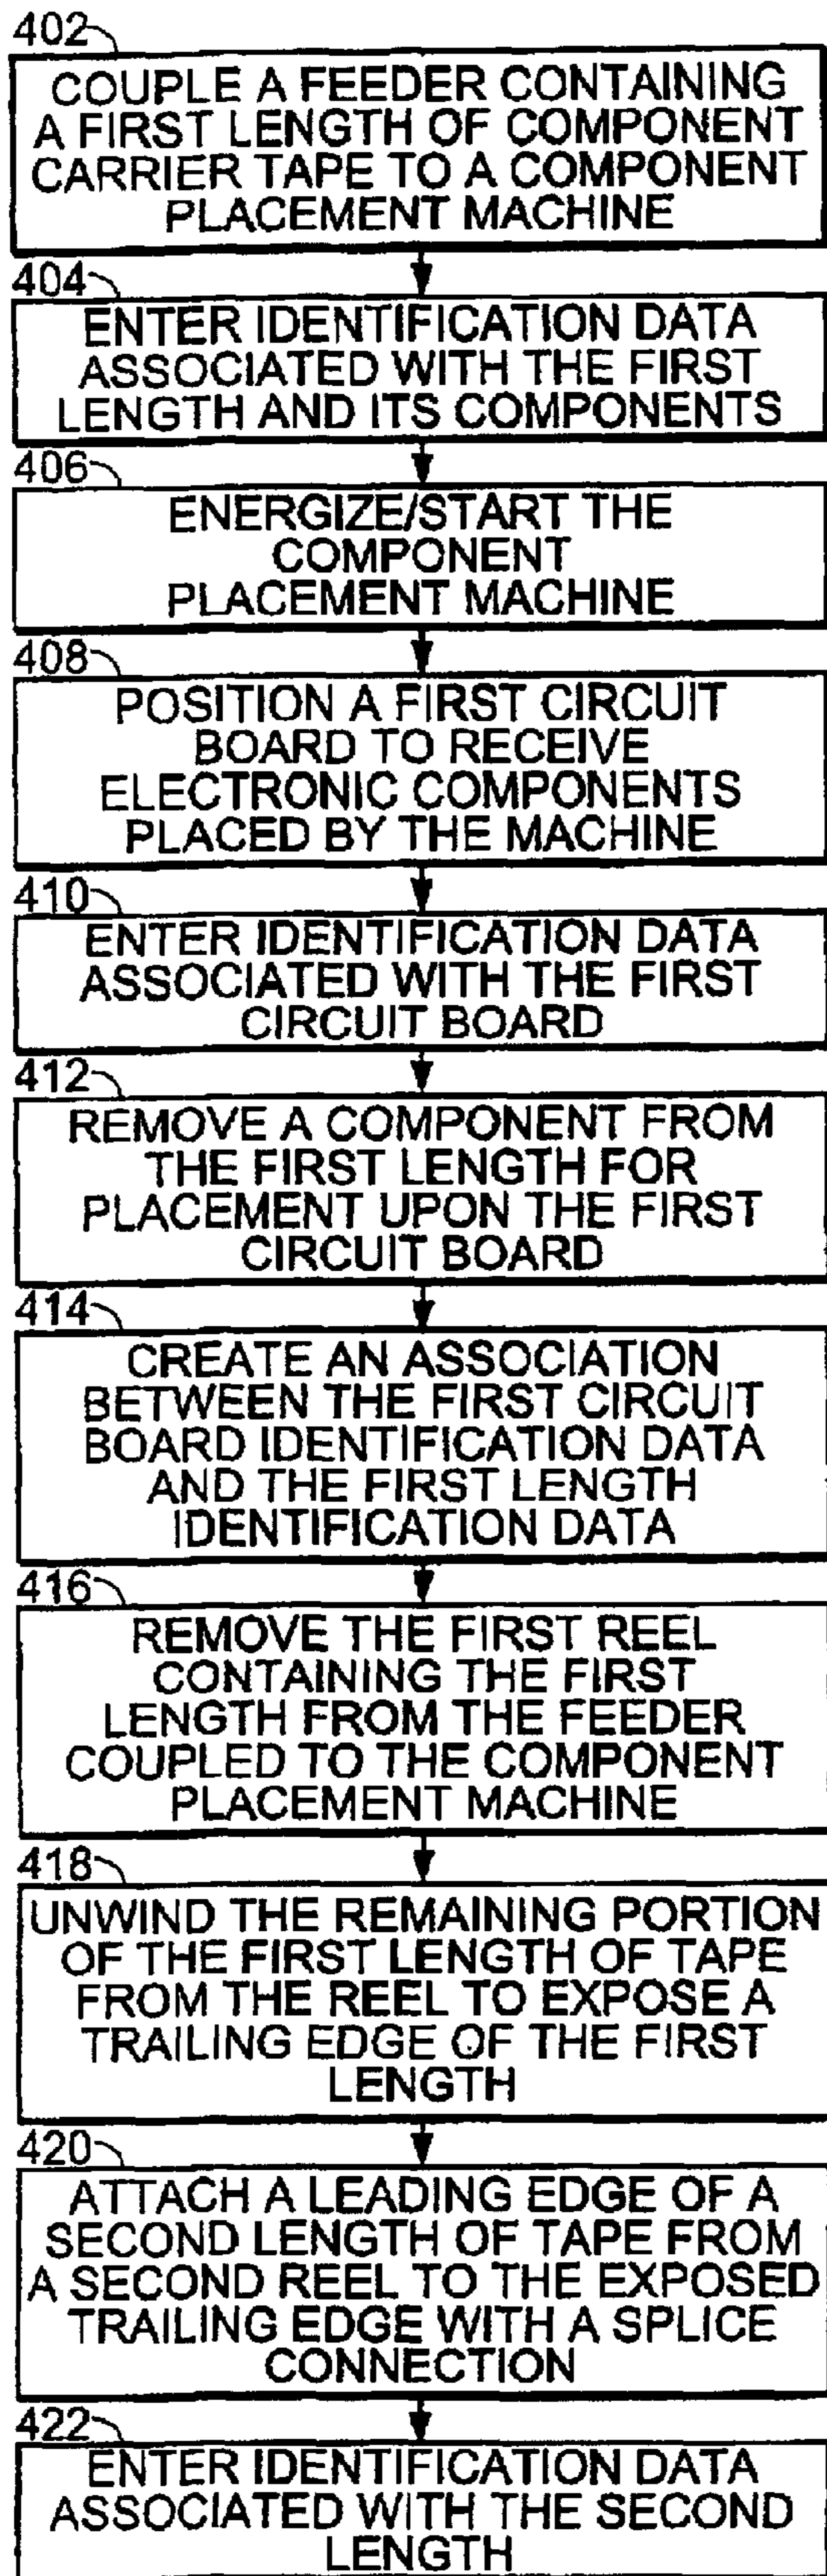 402
COUPLE A FEEDER CONTAINING
A FIRST LENGTH OF COMPONENT
CARRIER TAPE TO A COMPONENT
PLACEMENT MACHINE
404
ENTER IDENTIFICATION DATA
ASSOCIATED WITH THE FIRST
LENGTH AND ITS COMPONENTS
406
ENERGIZE/START THE
COMPONENT
PLACEMENT MACHINE
408
POSITION A FIRST CIRCUIT
BOARD TO RECEIVE
ELECTRONIC COMPONENTS
PLACED BY THE MACHINE
410
ENTER IDENTIFICATION DATA
ASSOCIATED WITH THE FIRST
CIRCUIT BOARD
412
REMOVE A COMPONENT FROM
THE FIRST LENGTH FOR
PLACEMENT UPON THE FIRST
CIRCUIT BOARD
414
CREATE AN ASSOCIATION
BETWEEN THE FIRST CIRCUIT
BOARD IDENTIFICATION DATA
AND THE FIRST LENGTH
IDENTIFICATION DATA
416
REMOVE THE FIRST REEL
CONTAINING THE FIRST
LENGTH FROM THE FEEDER
COUPLED TO THE COMPONENT
PLACEMENT MACHINE
418
UNWIND THE REMAINING PORTION
OF THE FIRST LENGTH OF TAPE
FROM THE REEL TO EXPOSE A
TRAILING EDGE OF THE FIRST
LENGTH
420
ATTACH A LEADING EDGE OF A
SECOND LENGTH OF TAPE FROM
A SECOND REEL TO THE EXPOSED
TRAILING EDGE WITH A SPLICE
CONNECTION
422
ENTER IDENTIFICATION DATA
ASSOCIATED WITH THE SECOND
LENGTH